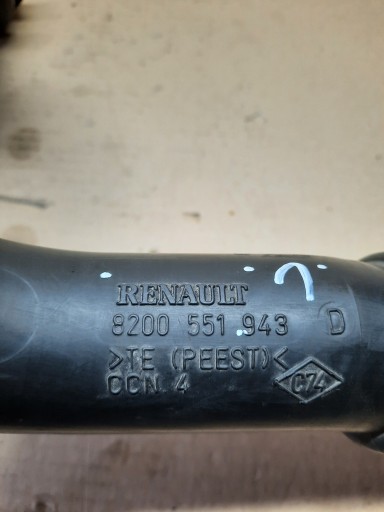 RENAULT
8200 551 943 D
>TE (PEEST)<
CCN. 4
C74